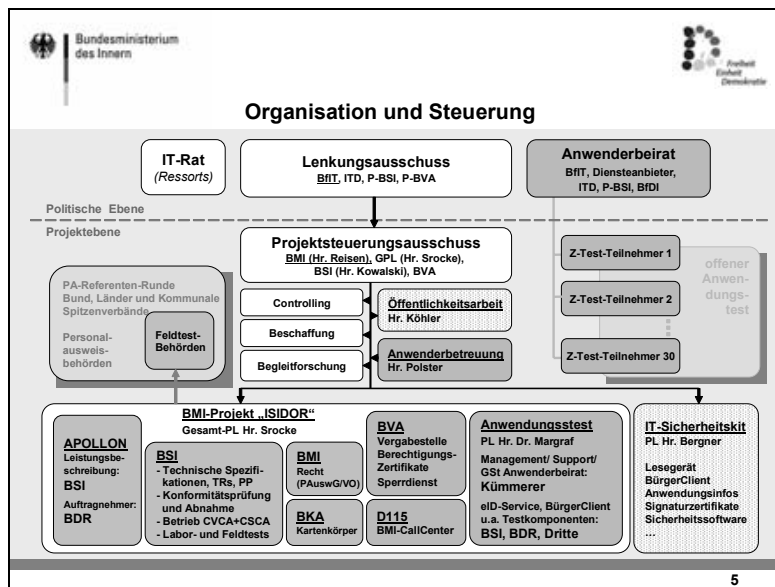 Bundesministerium
des Innern
Freiheit
Einheit
Demokratie
Organisation und Steuerung
IT-Rat
(Ressorts)
Lenkungsausschuss
BfIT, ITD, P-BSI, P-BVA
Anwenderbeirat
BfIT, Diensteanbieter,
ITD, P-BSI, BfDI
Politische Ebene
Projektebene
Projektsteuerungsausschuss
BMI (Hr. Reisen), GPL (Hr. Srocke),
BSI (Hr. Kowalski), BVA
PA-Referenten-Runde
Bund, Länder und Kommunale
Spitzenverbände
Personal-
ausweis-
behörden
Feldtest-
Behörden
Controlling
Beschaffung
Begleitforschung
Öffentlichkeitsarbeit
Hr. Köhler
Anwenderbetreuung
Hr. Polster
Z-Test-Teilnehmer 1
Z-Test-Teilnehmer 2
Z-Test-Teilnehmer 30
offener
Anwen-
dungs-
test
BMI-Projekt „ISIDOR“
Gesamt-PL Hr. Srocke
APOLLON
Leistungsbe-
schreibung:
BSI
Auftragnehmer:
BDR
BSI
- Technische Spezifi-
kationen, TRs, PP
- Konformitätsprüfung
und Abnahme
- Betrieb CVCA+CSCA
- Labor- und Feldtests
BMI
Recht
(PAuswG/VO)
BKA
Kartenkörper
BVA
Vergabestelle
Berechtigungs-
Zertifikate
Sperrdienst
D115
BMI-CallCenter
Anwendungsstest
PL Hr. Dr. Margraf
Management/ Support/
GSt Anwenderbeirat:
Kümmerer
eID-Service, BürgerClient
u.a. Testkomponenten:
BSI, BDR, Dritte
IT-Sicherheitskit
PL Hr. Bergner
Lesegerät
BürgerClient
Anwendungsinfos
Signaturzertifikate
Sicherheitssoftware
…
5